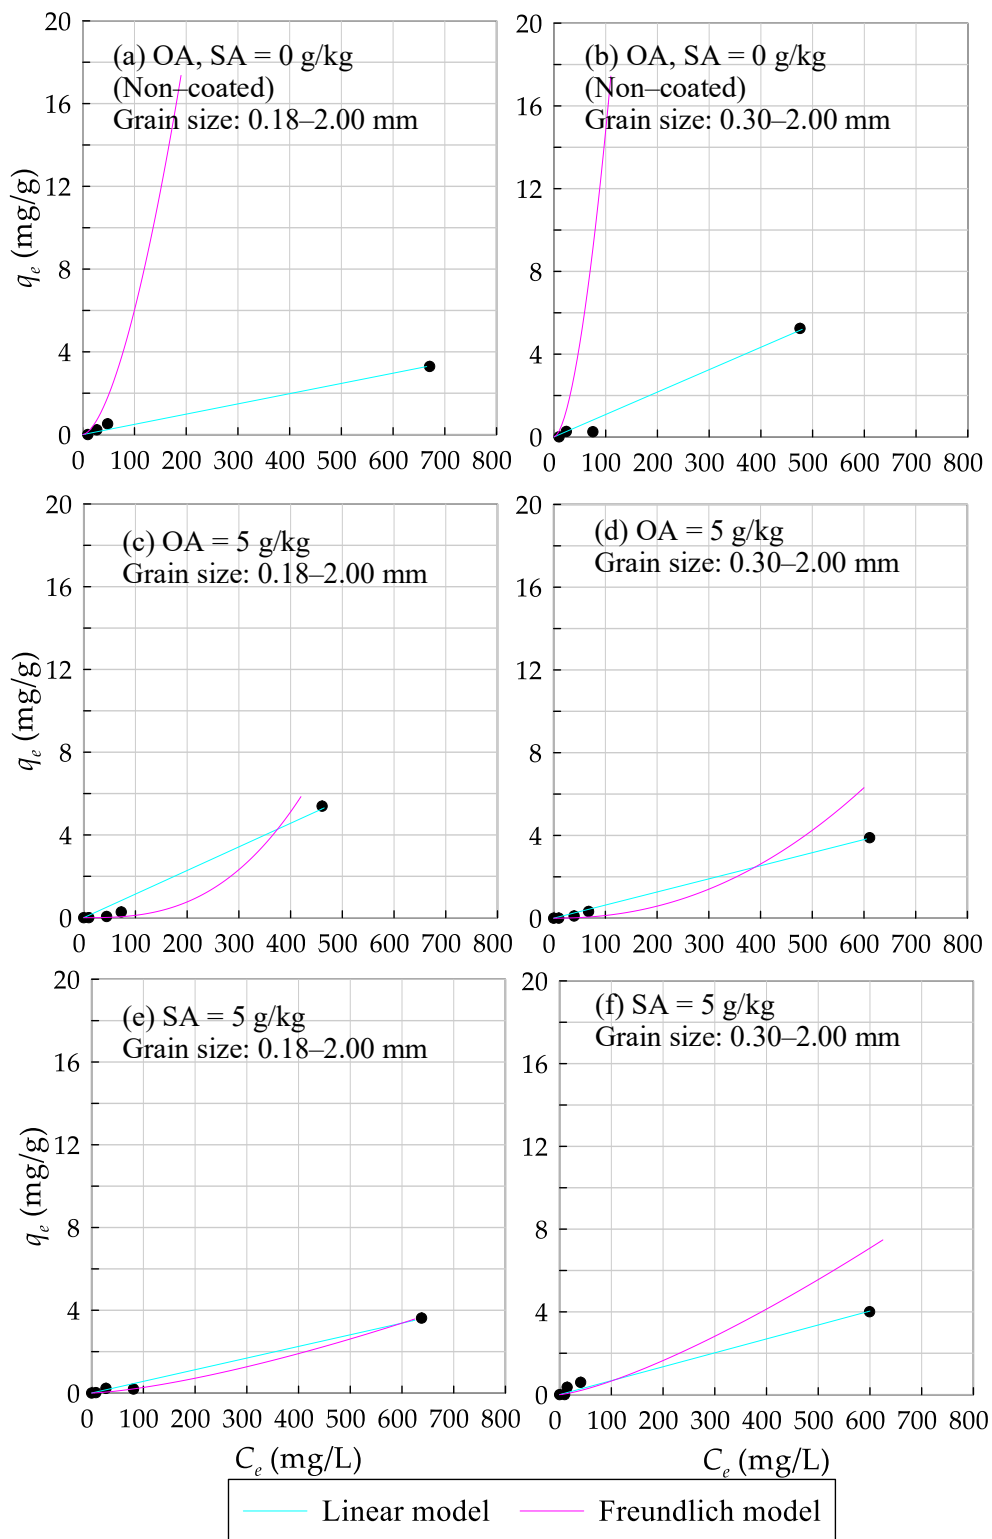 (a) OA, SA = 0 g/kg
(Non–coated)
Grain size: 0.18–2.00 mm
20
16
12
8
4
0
q_e (mg/g)
0 100 200 300 400 500 600 700 800
(b) OA, SA = 0 g/kg
(Non–coated)
Grain size: 0.30–2.00 mm
20
16
12
8
4
0
0 100 200 300 400 500 600 700 800
(c) OA = 5 g/kg
Grain size: 0.18–2.00 mm
20
16
12
8
4
0
q_e (mg/g)
0 100 200 300 400 500 600 700 800
(d) OA = 5 g/kg
Grain size: 0.30–2.00 mm
20
16
12
8
4
0
0 100 200 300 400 500 600 700 800
(e) SA = 5 g/kg
Grain size: 0.18–2.00 mm
20
16
12
8
4
0
q_e (mg/g)
0 100 200 300 400 500 600 700 800
C_e (mg/L)
(f) SA = 5 g/kg
Grain size: 0.30–2.00 mm
20
16
12
8
4
0
0 100 200 300 400 500 600 700 800
C_e (mg/L)
Linear model
Freundlich model